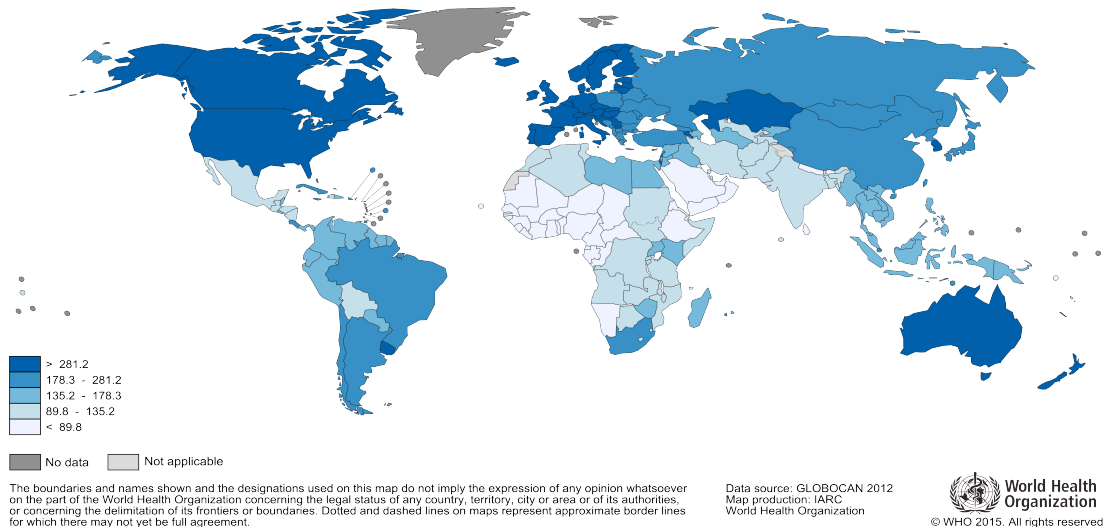 > 281.2
178.3 - 281.2
135.2 - 178.3
89.8 - 135.2
< 89.8
No data
Not applicable
The boundaries and names shown and the designations used on this map do not imply the expression of any opinion whatsoever
on the part of the World Health Organization concerning the legal status of any country, territory, city or area or of its authorities,
or concerning the delimitation of its frontiers or boundaries. Dotted and dashed lines on maps represent approximate border lines
for which there may not yet be full agreement.
Data source: GLOBOCAN 2012
Map production: IARC
World Health Organization
World Health
Organization
© WHO 2015. All rights reserved